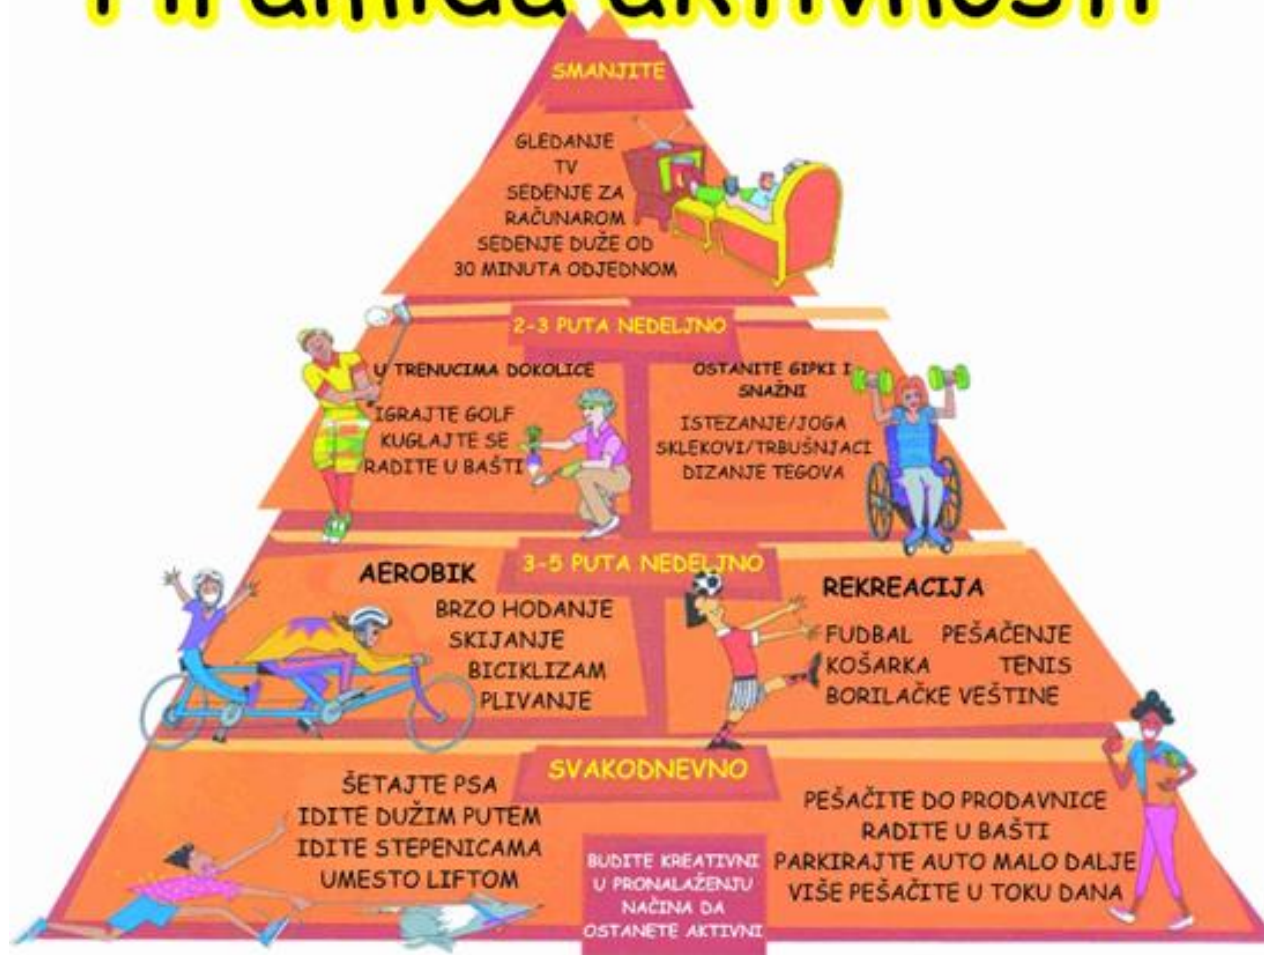 Piramida aktivnosti
SMANJITE
GLEDANJE
TV
SEDENJE ZA
RAČUNAROM
SEDENJE DUŽE OD
30 MINUTA ODJEDNOM
2-3 PUTA NEDELJNO
U TRENUCIMA DOKOLICE
IGRAJTE GOLF
KUGLAJTE SE
RADITE U BAŠTI
OSTANITE GIPKI I
SNAŽNI
ISTEZANJE/JOGA
SKLEKOVI/TRBUŠNJACI
DIZANJE TEGOVA
3-5 PUTA NEDELJNO
AEROBIK
BRZO HODANJE
SKIJANJE
BICIKLIZAM
PLIVANJE
REKREACIJA
FUDBAL PEŠAČENJE
KOŠARKA TENIS
BORILAČKE VEŠTINE
SVAKODNEVNO
ŠETAJTE PSA
IDITE DUŽIM PUTEM
IDITE STEPENICAMA
UMESTO LIFTOM
BUDITE KREATIVNI
U PRONALAŽENJU
NAČINA DA
OSTANETE AKTIVNI
PEŠAČITE DO PRODAVNICE
RADITE U BAŠTI
PARKIRAJTE AUTO MALO DALJE
VIŠE PEŠAČITE U TOKU DANA